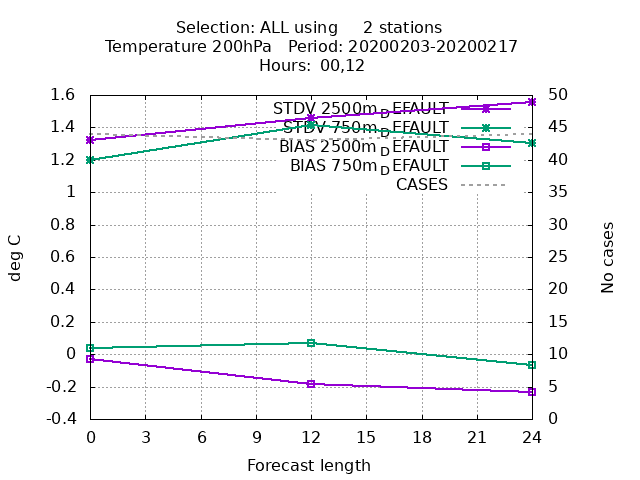 Selection: ALL using 2 stations
Temperature 200hPa Period: 20200203-20200217
Hours: 00,12
STDV 2500m_DEFAULT
STDV 750m_DEFAULT
BIAS 2500m_DEFAULT
BIAS 750m_DEFAULT
CASES
1.6
1.4
1.2
1
0.8
0.6
0.4
0.2
0
-0.2
-0.4
deg C
50
45
40
35
30
25
20
15
10
5
0
No cases
0 3 6 9 12 15 18 21 24
Forecast length